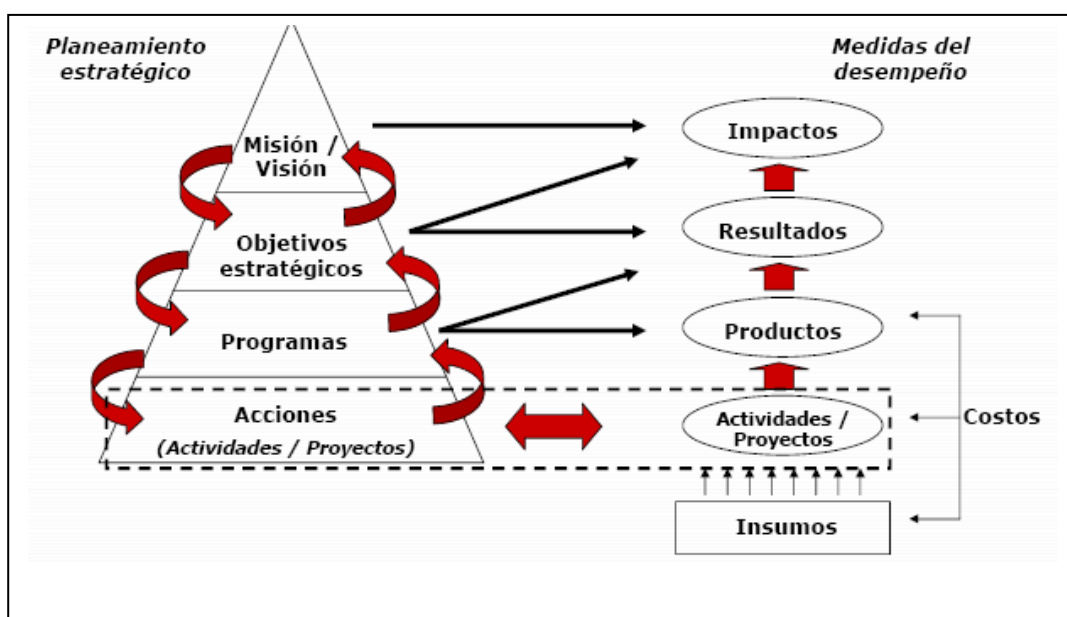 Planeamiento
estratégico
Medidas del
desempeño
Misión /
Visión
Objetivos
estratégicos
Programas
Acciones
(Actividades / Proyectos)
Impactos
Resultados
Productos
Actividades /
Proyectos
Costos
Insumos